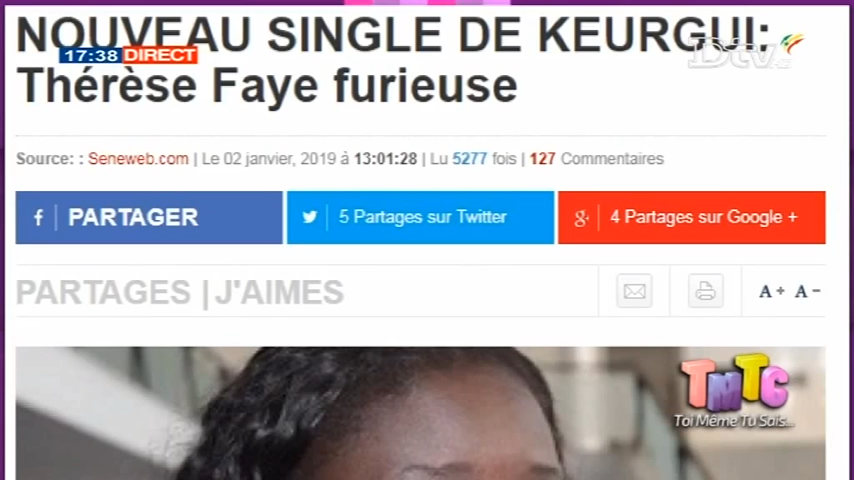 NOUVEAU SINGLE DE KEURGUI:
17:38 DIRECT
Dtv
Thérèse Faye furieuse
Source: : Seneweb.com | Le 02 janvier, 2019 à 13:01:28 | Lu 5277 fois | 127 Commentaires
f PARTAGER
5 Partages sur Twitter
g+ 4 Partages sur Google +
PARTAGES | J'AIMES
A+ A-
TMTC
Toi Même Tu Sais...